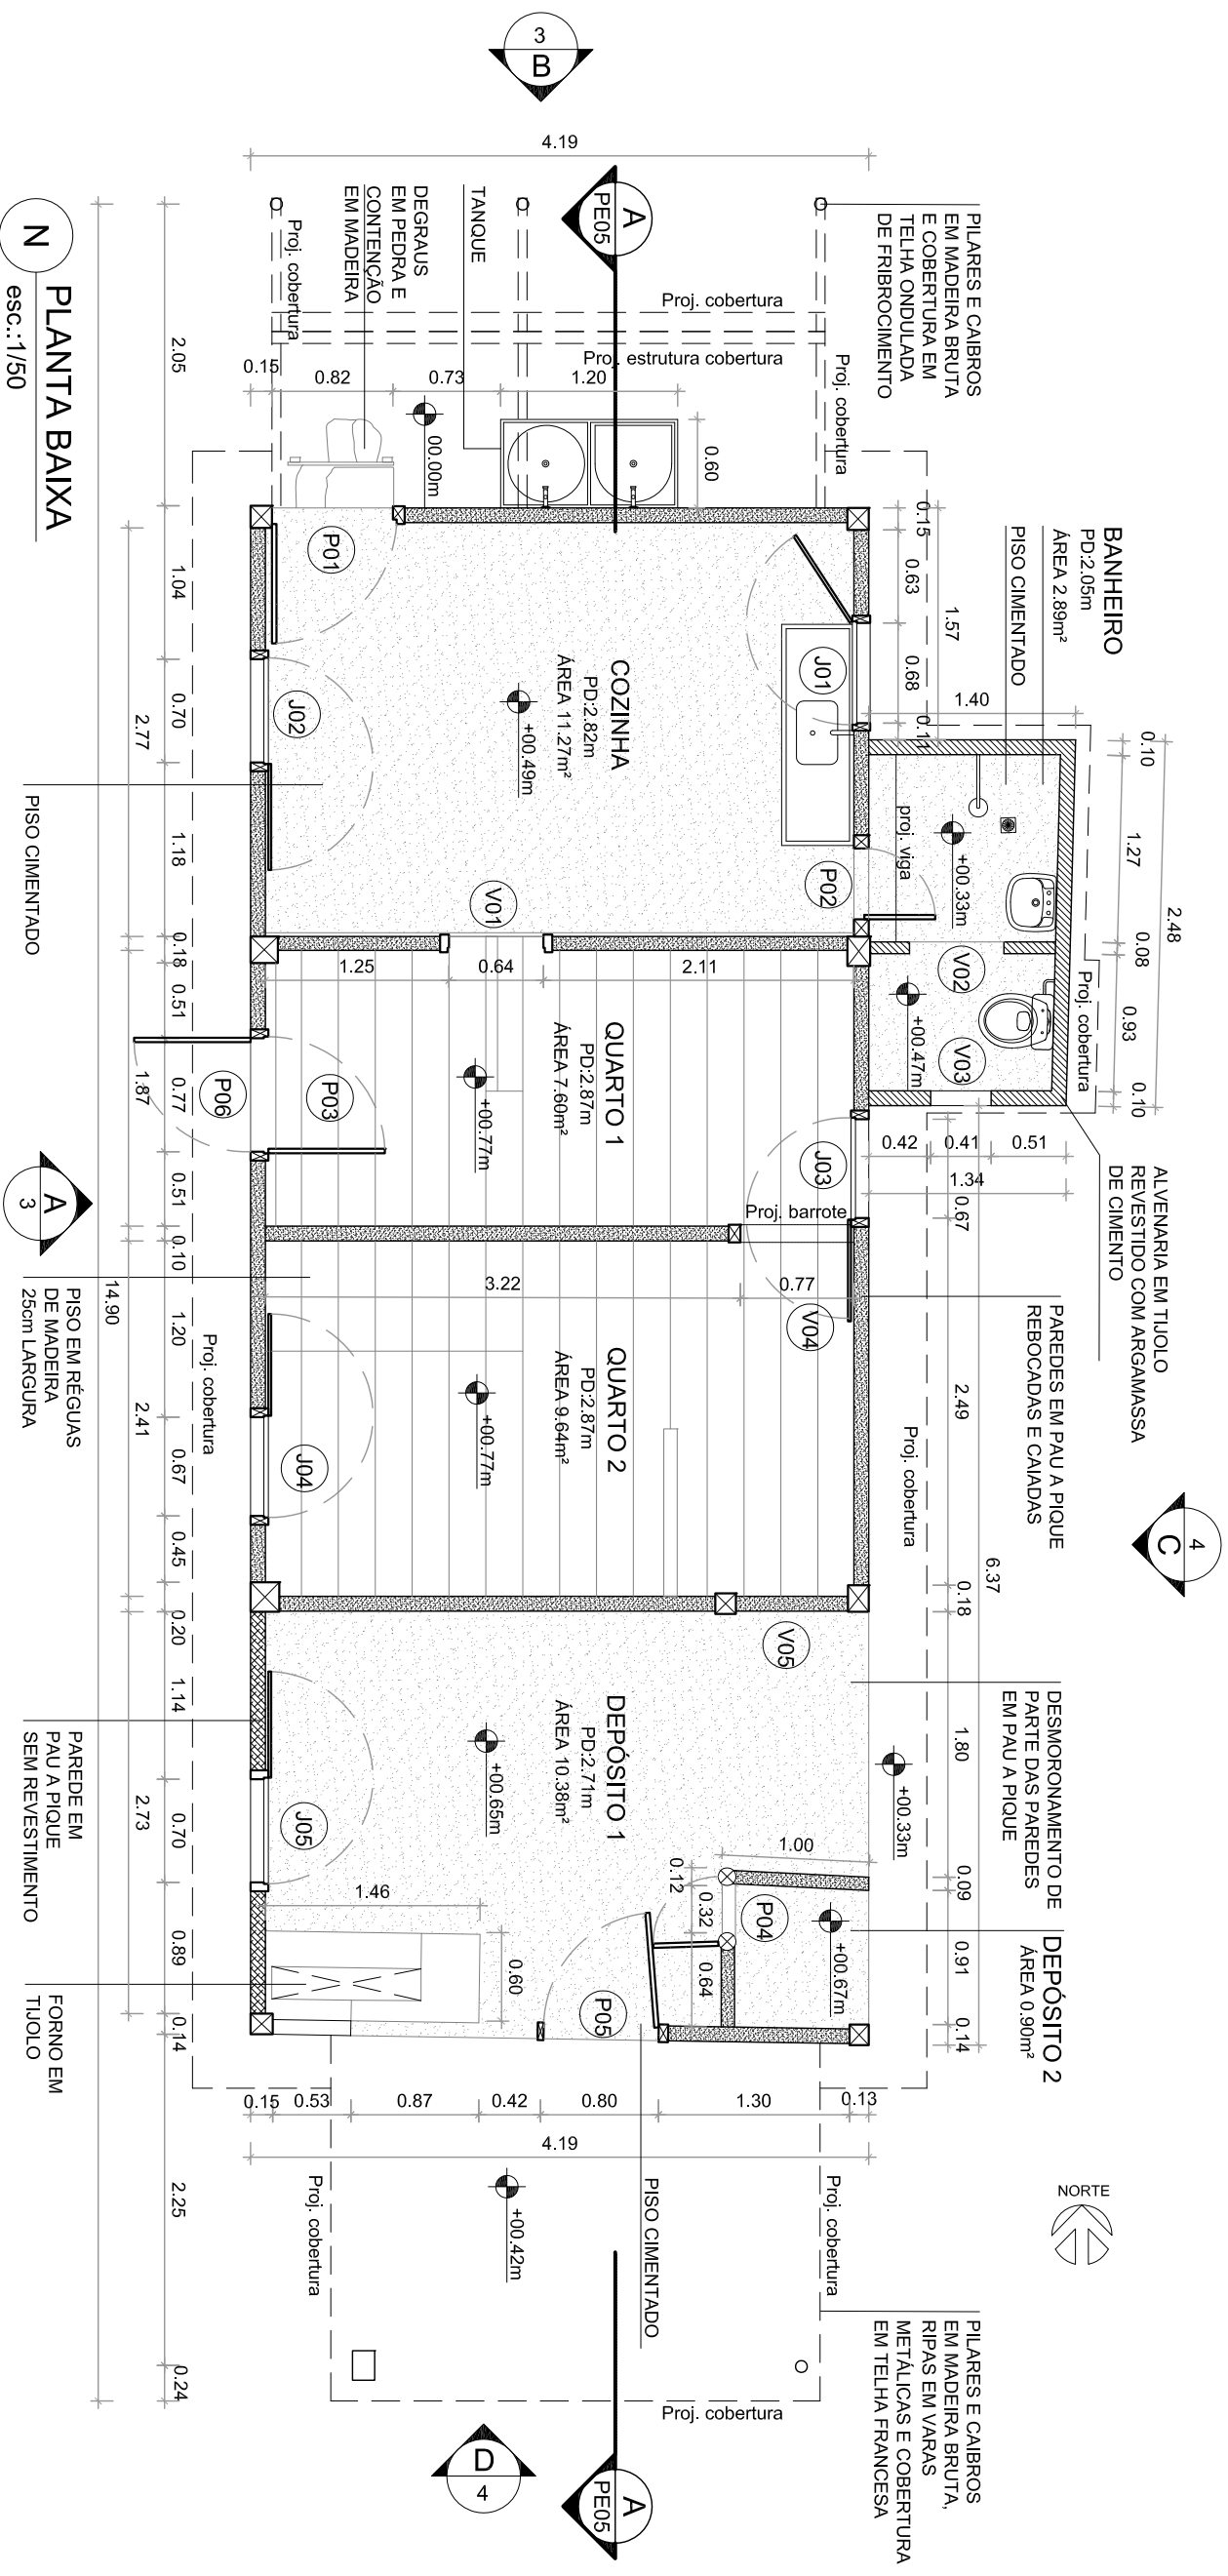 PLANTA BAIXA
esc.:1/50
N
3
B
4.19
PILARES E CAIBROS
EM MADEIRA BRUTA
E COBERTURA EM
TELHA ONDULADA
DE FRIBROCIMENTO
A
PE05
TANQUE
DEGRAUS
EM PEDRA E
CONTENÇÃO
EM MADEIRA
Proj. cobertura
Proj. cobertura
Proj. estrutura cobertura
Proj. cobertura
2.05
0.15
0.82
0.73
1.20
0.60
00.00m
BANHEIRO
PD:2.05m
ÁREA 2.89m²
PISO CIMENTADO
0.15
0.63
0.68
0.11
1.57
1.40
0.10
1.27
0.08
0.93
0.10
2.48
P01
J01
J02
COZINHA
PD:2.82m
ÁREA 11.27m²
+00.49m
P02
V01
proj. viga
+00.33m
V02
+00.47m
V03
Proj. cobertura
1.04
0.70
1.18
0.18
2.77
PISO CIMENTADO
1.25
0.64
2.11
QUARTO 1
PD:2.87m
ÁREA 7.60m²
+00.77m
P03
P06
J03
0.42
0.41
0.51
1.34
0.67
ALVENARIA EM TIJOLO
REVESTIDO COM ARGAMASSA
DE CIMENTO
0.51
0.77
0.51
0.10
1.87
A
3
Proj. barrote
3.22
0.77
V04
PAREDES EM PAU A PIQUE
REBOCADAS E CAIADAS
QUARTO 2
PD:2.87m
ÁREA 9.64m²
+00.77m
J04
14.90
PISO EM RÉGUAS
DE MADEIRA
25cm LARGURA
Proj. cobertura
1.20
0.67
0.45
0.20
2.41
2.49
Proj. cobertura
0.18
6.37
4
C
V05
DESMORONAMENTO DE
PARTE DAS PAREDES
EM PAU A PIQUE
DEPÓSITO 1
PD:2.71m
ÁREA 10.38m²
+00.65m
J05
+00.33m
1.80
0.09
0.91
0.14
1.00
0.12
0.32
0.64
P04
+00.67m
DEPÓSITO 2
ÁREA 0.90m²
1.14
0.70
0.89
0.14
2.73
PAREDE EM
PAU A PIQUE
SEM REVESTIMENTO
1.46
0.60
P05
FORNO EM
TIJOLO
0.15
0.53
0.87
0.42
0.80
1.30
0.13
4.19
+00.42m
PISO CIMENTADO
Proj. cobertura
Proj. cobertura
Proj. cobertura
2.25
0.24
NORTE
PILARES E CAIBROS
EM MADEIRA BRUTA,
RIPAS EM VARAS
METÁLICAS E COBERTURA
EM TELHA FRANCESA
D
4
A
PE05